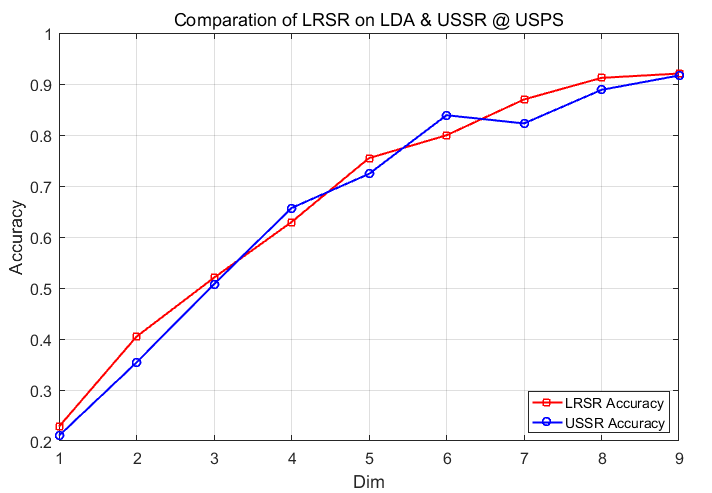 Comparation of LRSR on LDA & USSR @ USPS
1
0.9
0.8
0.7
0.6
0.5
0.4
0.3
0.2
Accuracy
LRSR Accuracy
USSR Accuracy
1 2 3 4 5 6 7 8 9
Dim